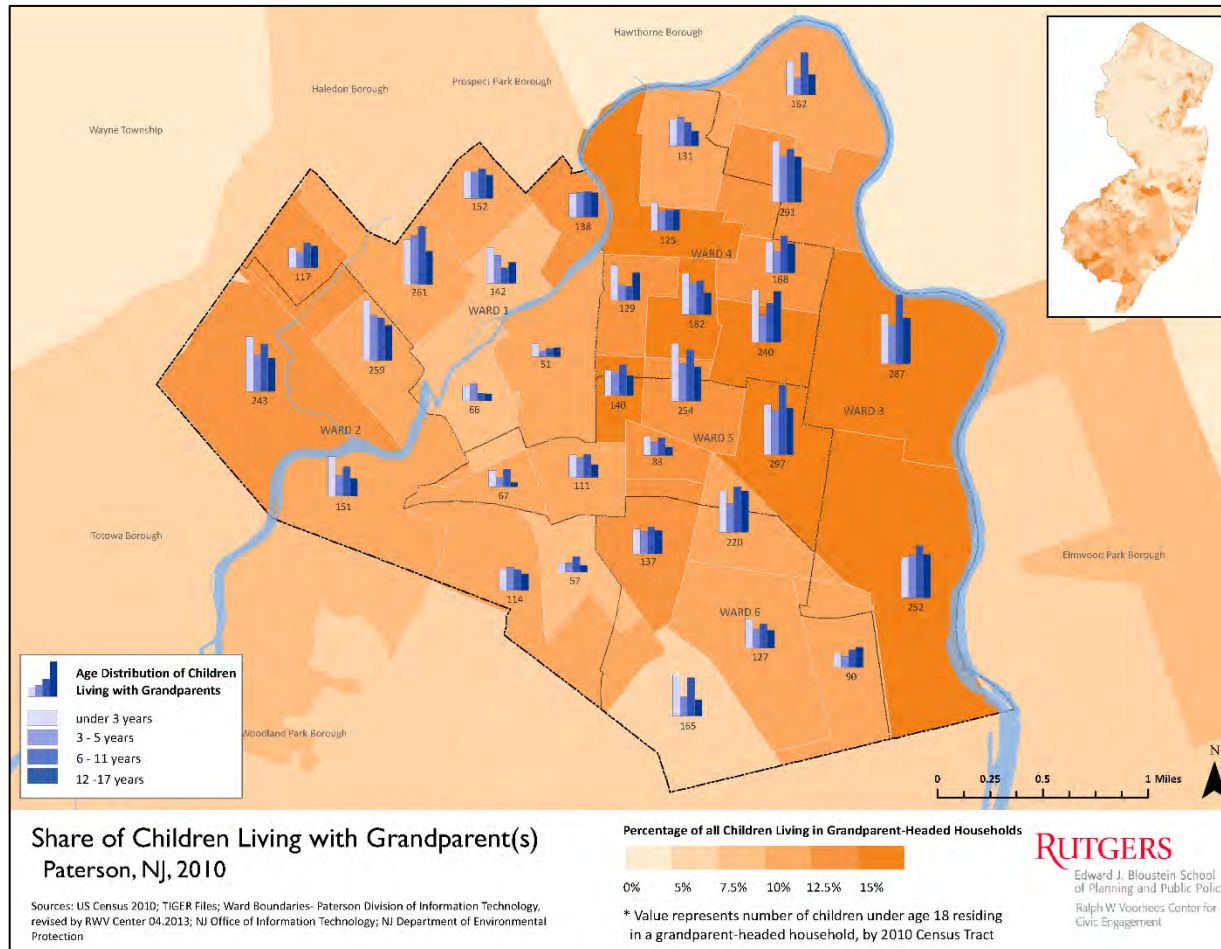 Hawthorne Borough
162
Prospect Park Borough
Haledon Borough
Wayne Township
131
152
291
138
125
WARD 4
117
261
142
168
129
182
WARD 1
240
51
287
259
243
66
140
254
WARD 3
WARD 2
WARD 5
83
297
111
67
151
220
Totowa Borough
137
Elmwood Park Borough
57
114
252
WARD 6
127
90
165
Age Distribution of Children
Living with Grandparents
under 3 years
3 - 5 years
6 - 11 years
12 -17 years
Woodland Park Borough
N
0 0.25 0.5 1 Miles
Share of Children Living with Grandparent(s)
Paterson, NJ, 2010
Sources: US Census 2010; TIGER Files; Ward Boundaries- Paterson Division of Information Technology,
revised by RWV Center 04.2013; NJ Office of Information Technology; NJ Department of Environmental
Protection
Percentage of all Children Living in Grandparent-Headed Households
0% 5% 7.5% 10% 12.5% 15%
* Value represents number of children under age 18 residing
in a grandparent-headed household, by 2010 Census Tract
RUTGERS
Edward J. Bloustein School
of Planning and Public Polic
Ralph W. Voorhees Center for
Civic Engagement